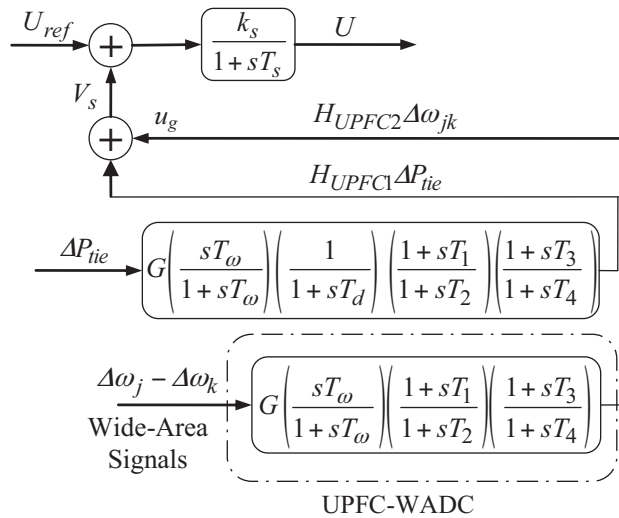 U_ref + k_s / (1 + sT_s) U
V_s
u_g H_UPFC2 Δω_jk
+
H_UPFC1 ΔP_tie
ΔP_tie G (sT_ω / (1 + sT_ω)) (1 / (1 + sT_d)) ((1 + sT_1) / (1 + sT_2)) ((1 + sT_3) / (1 + sT_4))
Δω_j − Δω_k G (sT_ω / (1 + sT_ω)) ((1 + sT_1) / (1 + sT_2)) ((1 + sT_3) / (1 + sT_4))
Wide-Area
Signals
UPFC-WADC